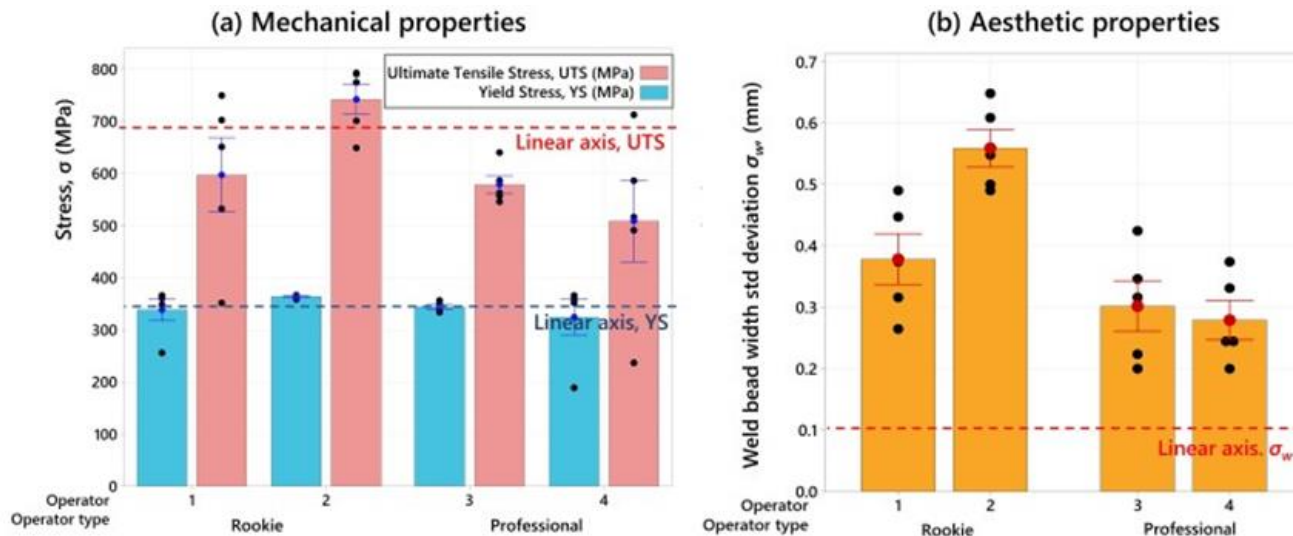 (a) Mechanical properties
Stress, σ (MPa)
800
700
600
500
400
300
200
100
0
Ultimate Tensile Stress, UTS (MPa)
Yield Stress, YS (MPa)
Linear axis, UTS
Linear axis, YS
Operator 1 2 3 4
Operator type Rookie Professional
(b) Aesthetic properties
Weld bead width std deviation σw, (mm)
0.7
0.6
0.5
0.4
0.3
0.2
0.1
0.0
Linear axis. σw
Operator 1 2 3 4
Operator type Rookie Professional